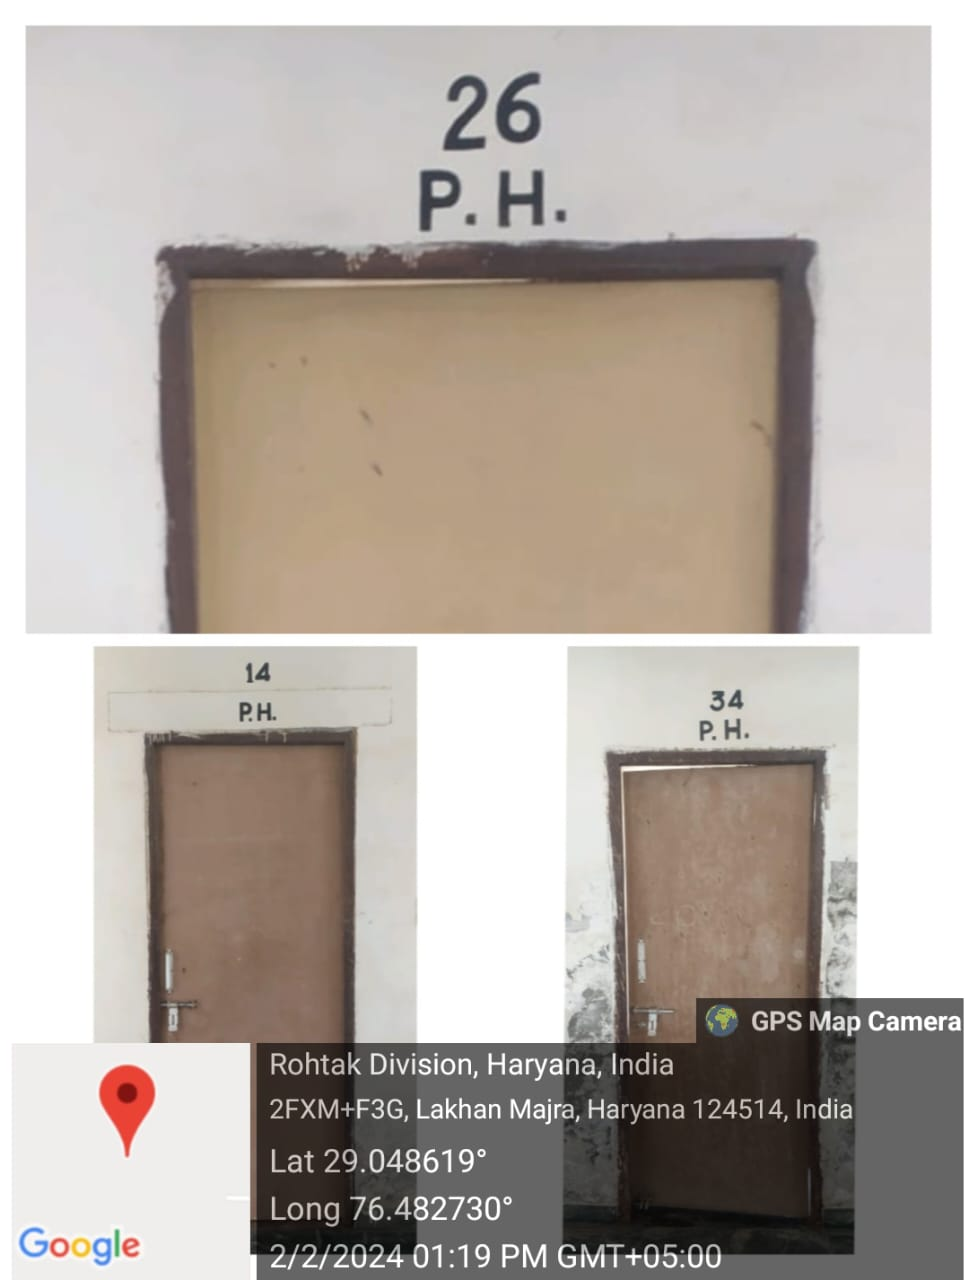 26
P. H.
14
P.H.
34
P. H.
GPS Map Camera
Rohtak Division, Haryana, India
2FXM+F3G, Lakhan Majra, Haryana 124514, India
Lat 29.048619°
Long 76.482730°
2/2/2024 01:19 PM GMT+05:00
Google